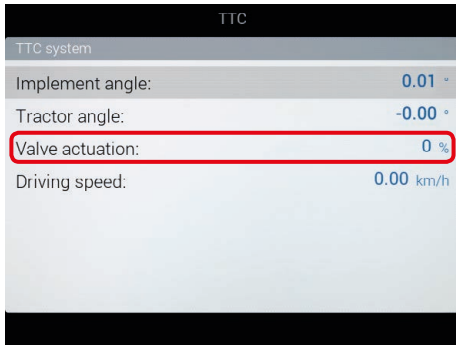 TTC
TTC system
Implement angle: 0.01 °
Tractor angle: -0.00 °
Valve actuation: 0 %
Driving speed: 0.00 km/h